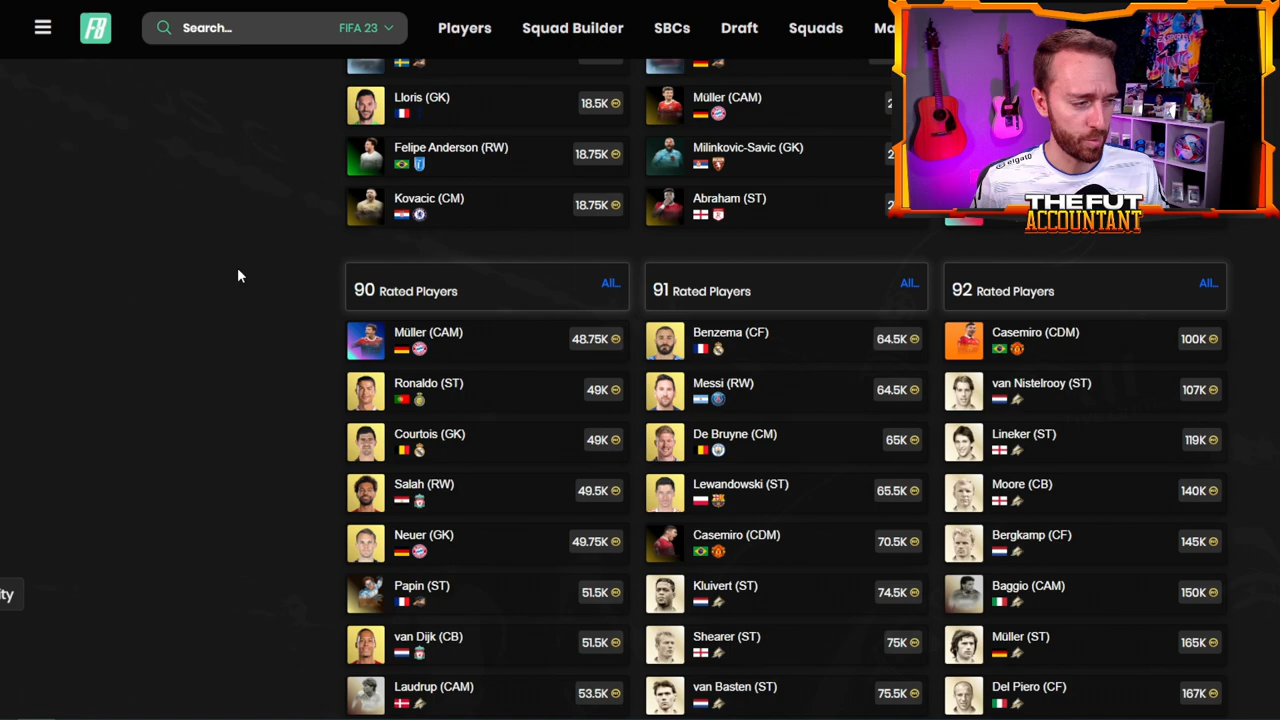 FB
Search...
FIFA 23
Players
Squad Builder
SBCs
Draft
Squads
Ma
Lloris (GK)
18.5K
Müller (CAM)
2
Felipe Anderson (RW)
18.75K
Milinkovic-Savic (GK)
2
Kovacic (CM)
18.75K
Abraham (ST)
2
elgato
THE FUT
ACCOUNTANT
90 Rated Players
All...
91 Rated Players
All...
92 Rated Players
All...
Müller (CAM)
48.75K
Benzema (CF)
64.5K
Casemiro (CDM)
100K
Ronaldo (ST)
49K
Messi (RW)
64.5K
van Nistelrooy (ST)
107K
Courtois (GK)
49K
De Bruyne (CM)
65K
Lineker (ST)
119K
Salah (RW)
49.5K
Lewandowski (ST)
65.5K
Moore (CB)
140K
Neuer (GK)
49.75K
Casemiro (CDM)
70.5K
Bergkamp (CF)
145K
ity
Papin (ST)
51.5K
Kluivert (ST)
74.5K
Baggio (CAM)
150K
van Dijk (CB)
51.5K
Shearer (ST)
75K
Müller (ST)
165K
Laudrup (CAM)
53.5K
van Basten (ST)
75.5K
Del Piero (CF)
167K